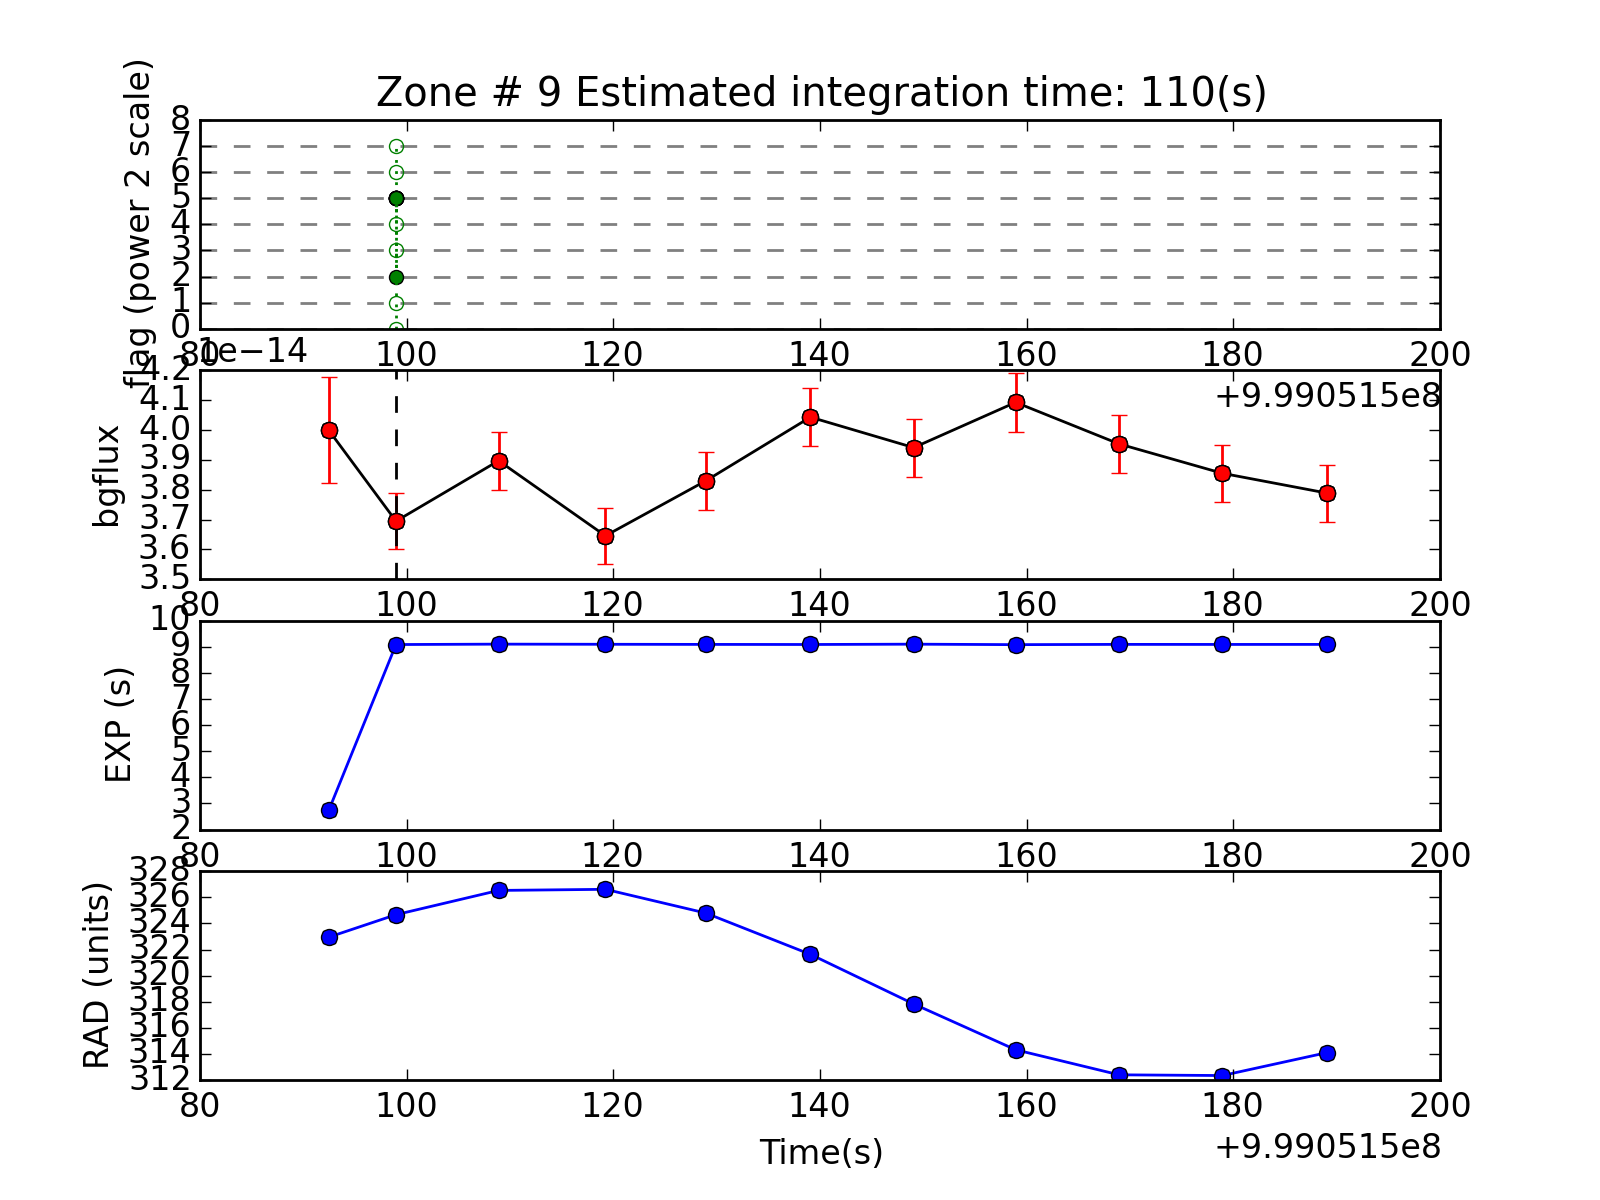 Zone # 9 Estimated integration time: 110(s)
flag (power 2 scale)
8
7
6
5
4
3
2
1
0
80 100 120 140 160 180 200
1e−14
+9.990515e8
bgflux
4.2
4.1
4.0
3.9
3.8
3.7
3.6
3.5
80 100 120 140 160 180 200
EXP (s)
10
9
8
7
6
5
4
3
2
80 100 120 140 160 180 200
RAD (units)
328
326
324
322
320
318
316
314
312
80 100 120 140 160 180 200
Time(s)
+9.990515e8